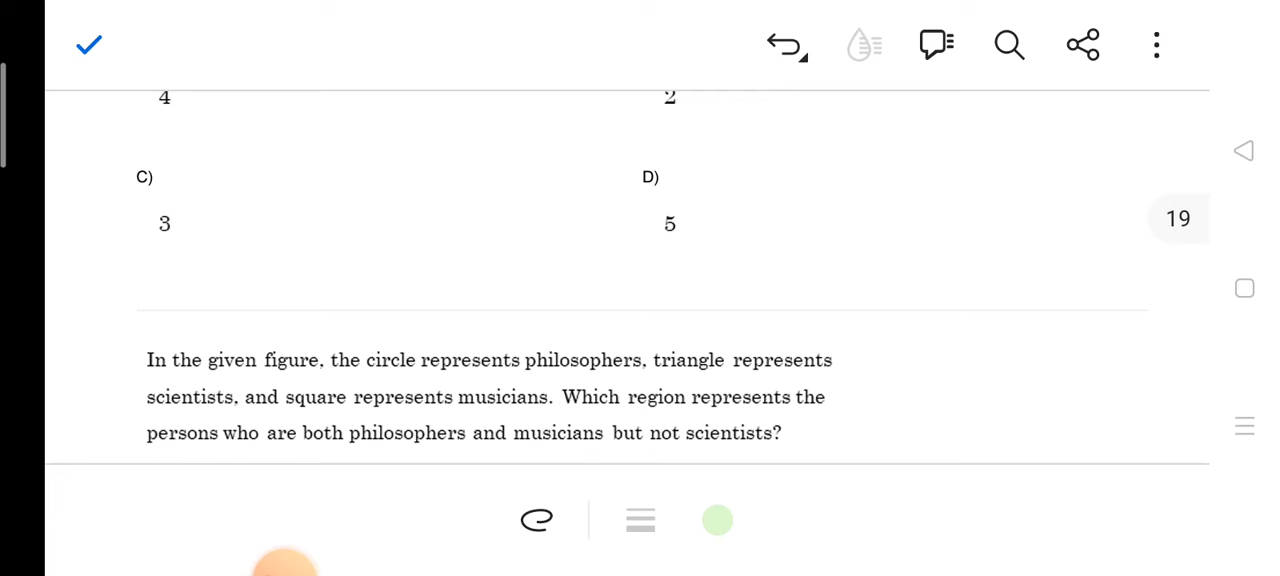 4 2
C) D)
3 5
19
In the given figure, the circle represents philosophers, triangle represents
scientists, and square represents musicians. Which region represents the
persons who are both philosophers and musicians but not scientists?